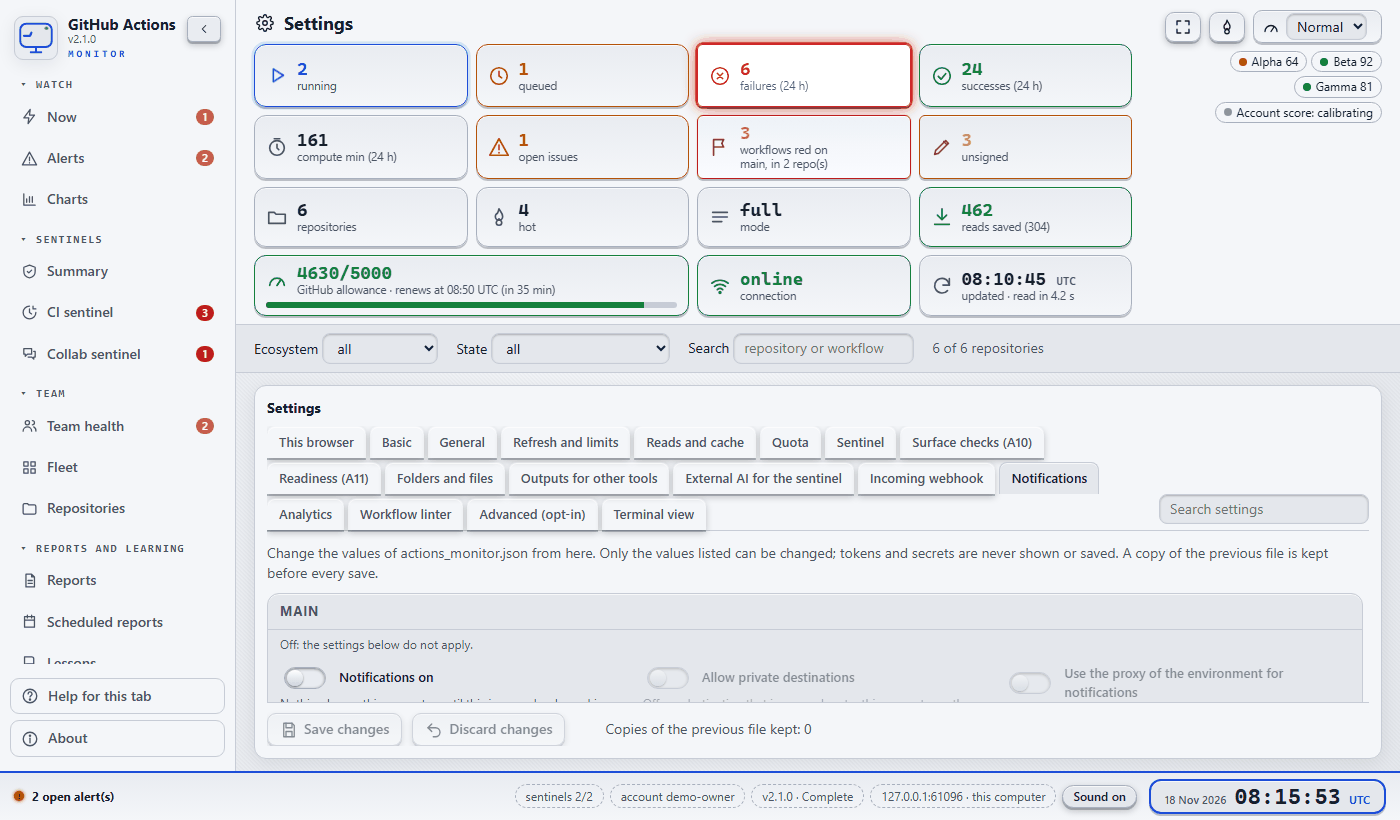 GitHub Actions
v2.1.0
MONITOR
WATCH
Now 1
Alerts 2
Charts
SENTINELS
Summary
CI sentinel 3
Collab sentinel 1
TEAM
Team health 2
Fleet
Repositories
REPORTS AND LEARNING
Reports
Scheduled reports
Lessons
Help for this tab
About
Settings
Normal
Alpha 64
Beta 92
Gamma 81
Account score: calibrating
2
running
1
queued
6
failures (24 h)
24
successes (24 h)
161
compute min (24 h)
1
open issues
3
workflows red on
main, in 2 repo(s)
3
unsigned
6
repositories
4
hot
full
mode
462
reads saved (304)
4630/5000
GitHub allowance · renews at 08:50 UTC (in 35 min)
online
connection
08:10:45 UTC
updated · read in 4.2 s
Ecosystem all State all Search repository or workflow 6 of 6 repositories
Settings
This browser Basic General Refresh and limits Reads and cache Quota Sentinel Surface checks (A10)
Readiness (A11) Folders and files Outputs for other tools External AI for the sentinel Incoming webhook Notifications
Analytics Workflow linter Advanced (opt-in) Terminal view
Search settings
Change the values of actions_monitor.json from here. Only the values listed can be changed; tokens and secrets are never shown or saved. A copy of the previous file is kept
before every save.
MAIN
Off: the settings below do not apply.
Notifications on
Allow private destinations
Use the proxy of the environment for
notifications
Save changes Discard changes Copies of the previous file kept: 0
2 open alert(s)
sentinels 2/2 account demo-owner v2.1.0 · Complete 127.0.0.1:61096 · this computer Sound on 18 Nov 2026 08:15:53 UTC